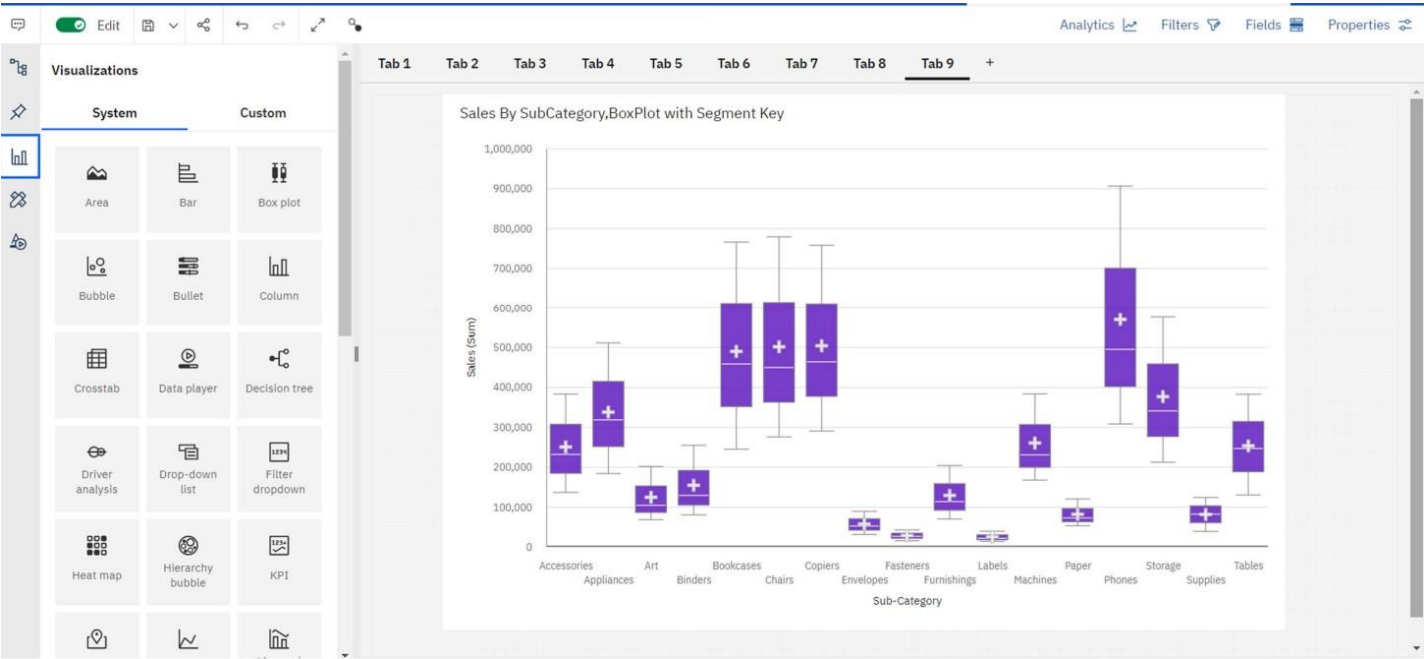 Edit
Analytics
Filters
Fields
Properties
Visualizations
System
Custom
Area
Bar
Box plot
Bubble
Bullet
Column
Crosstab
Data player
Decision tree
Driver
analysis
Drop-down
list
Filter
dropdown
Heat map
Hierarchy
bubble
KPI
Tab 1
Tab 2
Tab 3
Tab 4
Tab 5
Tab 6
Tab 7
Tab 8
Tab 9
+
Sales By SubCategory,BoxPlot with Segment Key
1,000,000
900,000
800,000
700,000
600,000
500,000
400,000
300,000
200,000
100,000
0
Sales (Sum)
Accessories
Appliances
Art
Binders
Bookcases
Chairs
Copiers
Envelopes
Fasteners
Furnishings
Labels
Machines
Paper
Phones
Storage
Supplies
Tables
Sub-Category